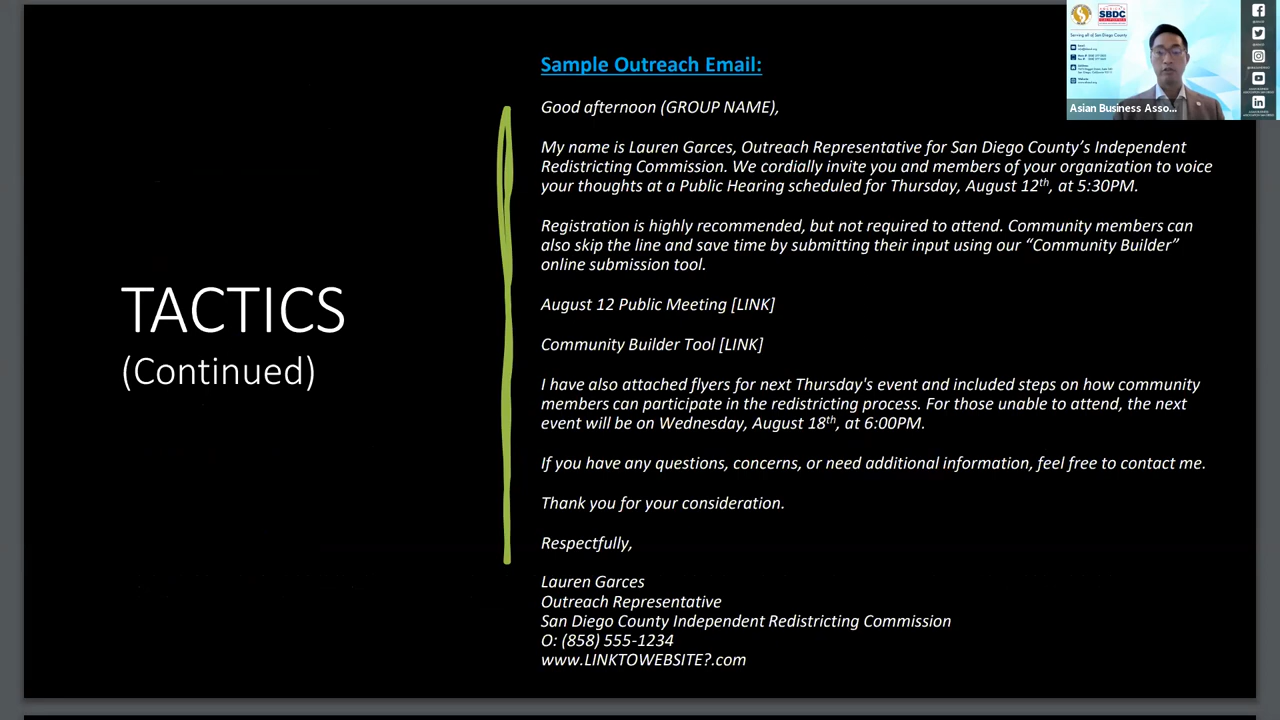 Sample Outreach Email:
Good afternoon (GROUP NAME),
My name is Lauren Garces, Outreach Representative for San Diego County’s Independent
Redistricting Commission. We cordially invite you and members of your organization to voice
your thoughts at a Public Hearing scheduled for Thursday, August 12th, at 5:30PM.
Registration is highly recommended, but not required to attend. Community members can
also skip the line and save time by submitting their input using our “Community Builder”
online submission tool.
August 12 Public Meeting [LINK]
Community Builder Tool [LINK]
I have also attached flyers for next Thursday's event and included steps on how community
members can participate in the redistricting process. For those unable to attend, the next
event will be on Wednesday, August 18th, at 6:00PM.
If you have any questions, concerns, or need additional information, feel free to contact me.
Thank you for your consideration.
Respectfully,
Lauren Garces
Outreach Representative
San Diego County Independent Redistricting Commission
O: (858) 555-1234
www.LINKTOWEBSITE?.com
TACTICS
(Continued)
SBDC
Serving all of San Diego County
Asian Business Asso...